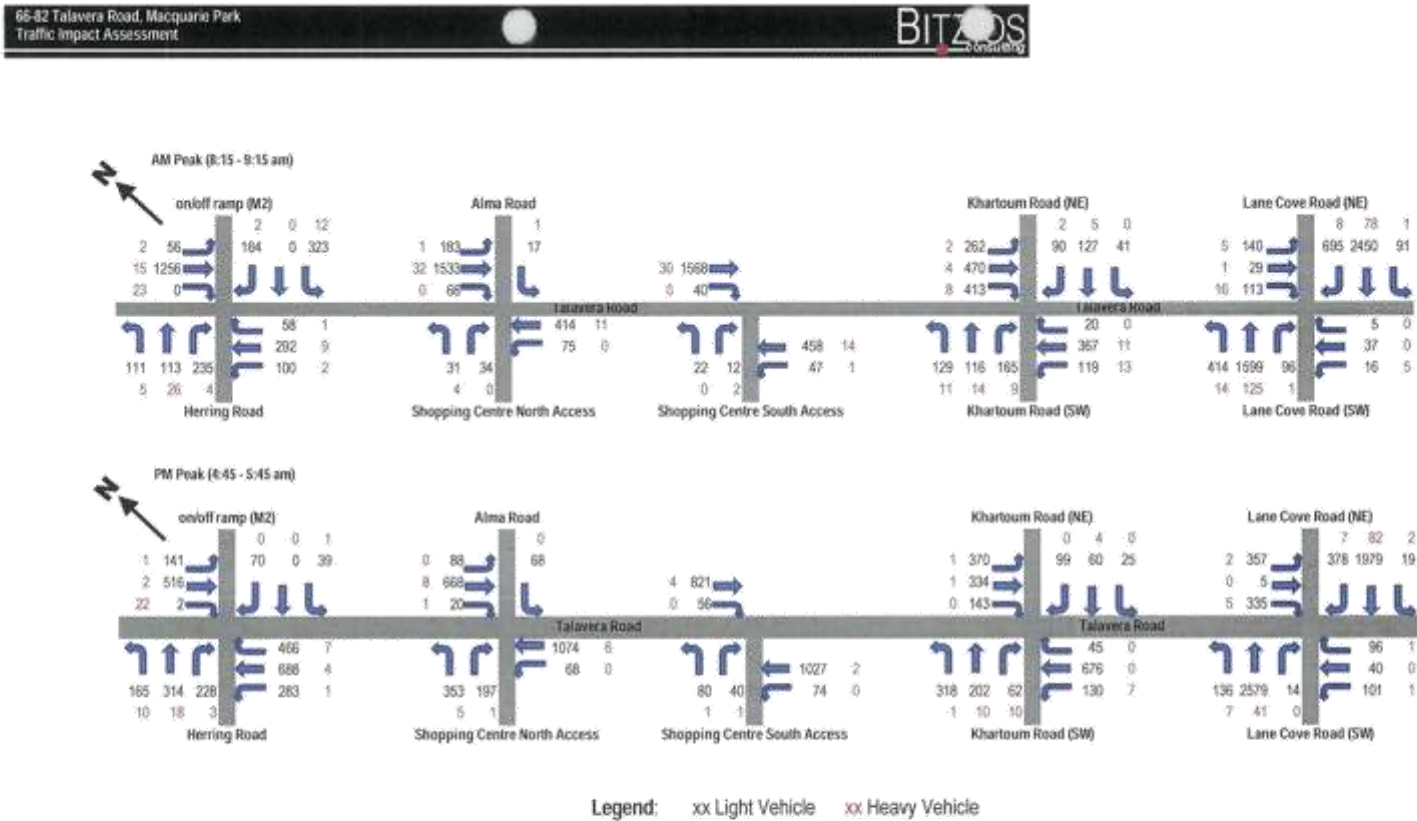 66-82 Talavera Road, Macquarie Park
Traffic Impact Assessment
consulting
AM Peak (8:15 - 9:15 am)
N
on/off ramp (M2) Alma Road Khartoum Road (NE) Lane Cove Road (NE)
2 0 12 1 2 5 0 8 78 1
2 56 164 0 323 1 183 17 2 262 90 127 41 5 140 695 2450 91
15 1256 32 1533 30 1568 4 470 1 29
23 0 0 66 0 40 8 413 16 113
Talavera Road Talavera Road
58 1 414 11 20 0 5 0
292 9 75 0 458 14 367 11 37 0
111 113 235 100 2 31 34 22 12 47 1 129 116 165 119 13 414 1599 96 16 5
5 26 4 4 0 0 2 11 14 9 14 125 1
Herring Road Shopping Centre North Access Shopping Centre South Access Khartoum Road (SW) Lane Cove Road (SW)
PM Peak (4:45 - 5:45 am)
N
on/off ramp (M2) Alma Road Khartoum Road (NE) Lane Cove Road (NE)
0 0 1 0 0 4 0 7 82 2
1 141 70 0 39 0 88 68 1 370 99 60 25 2 357 378 1979 19
2 516 8 668 4 821 1 334 0 5
22 2 1 20 0 56 0 143 5 335
Talavera Road Talavera Road
466 7 1074 6 45 0 96 1
688 4 68 0 1027 2 676 0 40 0
165 314 228 283 1 353 197 80 40 74 0 318 202 62 130 7 136 2579 14 101 1
10 18 3 5 1 1 1 1 10 10 7 41 0
Herring Road Shopping Centre North Access Shopping Centre South Access Khartoum Road (SW) Lane Cove Road (SW)
Legend: xx Light Vehicle xx Heavy Vehicle